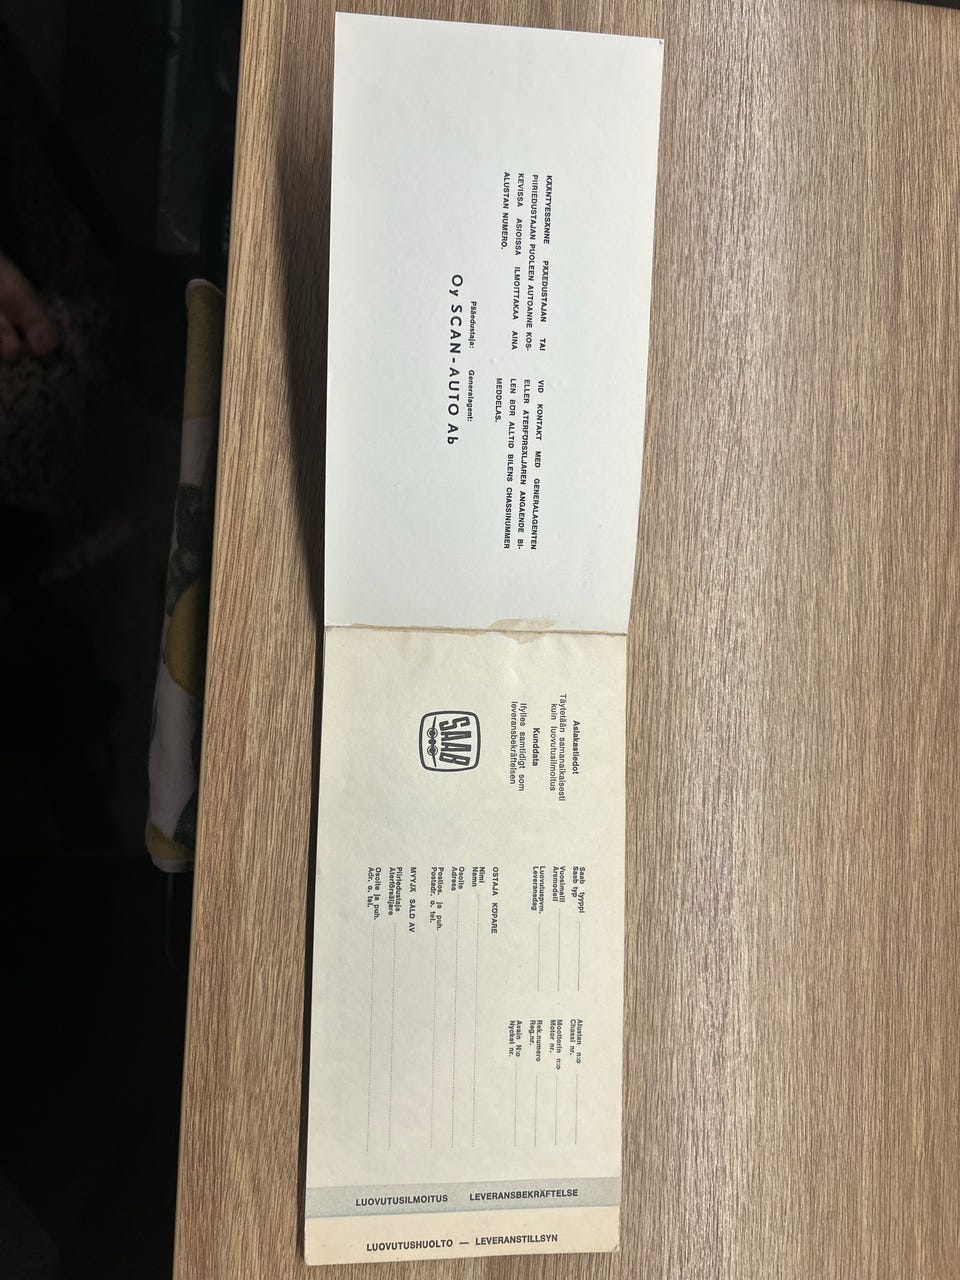 KÄÄNTYESSÄNNE PÄÄEDUSTAJAN TAI
PIIRIEDUSTAJAN PUOLEEN AUTOANNE KOS-
KEVISSA ASIOISSA ILMOITTAKAA AINA
ALUSTAN NUMERO.
VID KONTAKT MED GENERALAGENTEN
ELLER ÅTERFÖRSÄLJAREN ANGÅENDE BI-
LEN BÖR ALLTID BILENS CHASSINUMMER
MEDDELAS.
Pääedustaja: Generalagent:
Oy SCAN-AUTO Ab
Asiakastiedot
Täytetään samanaikaisesti
kuin luovutusilmoitus
Kunddata
Ifylles samtidigt som
leveransbekräftelsen
SAAB
Saab tyyppi
Saab typ
Vuosimalli
Årsmodell
Luovutuspvm.
Leveransdag
Alustan n:o
Chassi nr.
Moottorin n:o
Motor nr.
Rek.numero
Reg.nr.
Avain N:o
Nyckel nr.
OSTAJA KÖPARE
Nimi
Namn
Osoite
Adress
Postios. ja puh.
Postadr. o. tel.
MYYJÄ SÅLD AV
Piiriedustaja
Återförsäljare
Osoite ja puh.
Adr. o. tel.
LUOVUTUSILMOITUS LEVERANSBEKRÄFTELSE
LUOVUTUSHUOLTO — LEVERANSTILLSYN